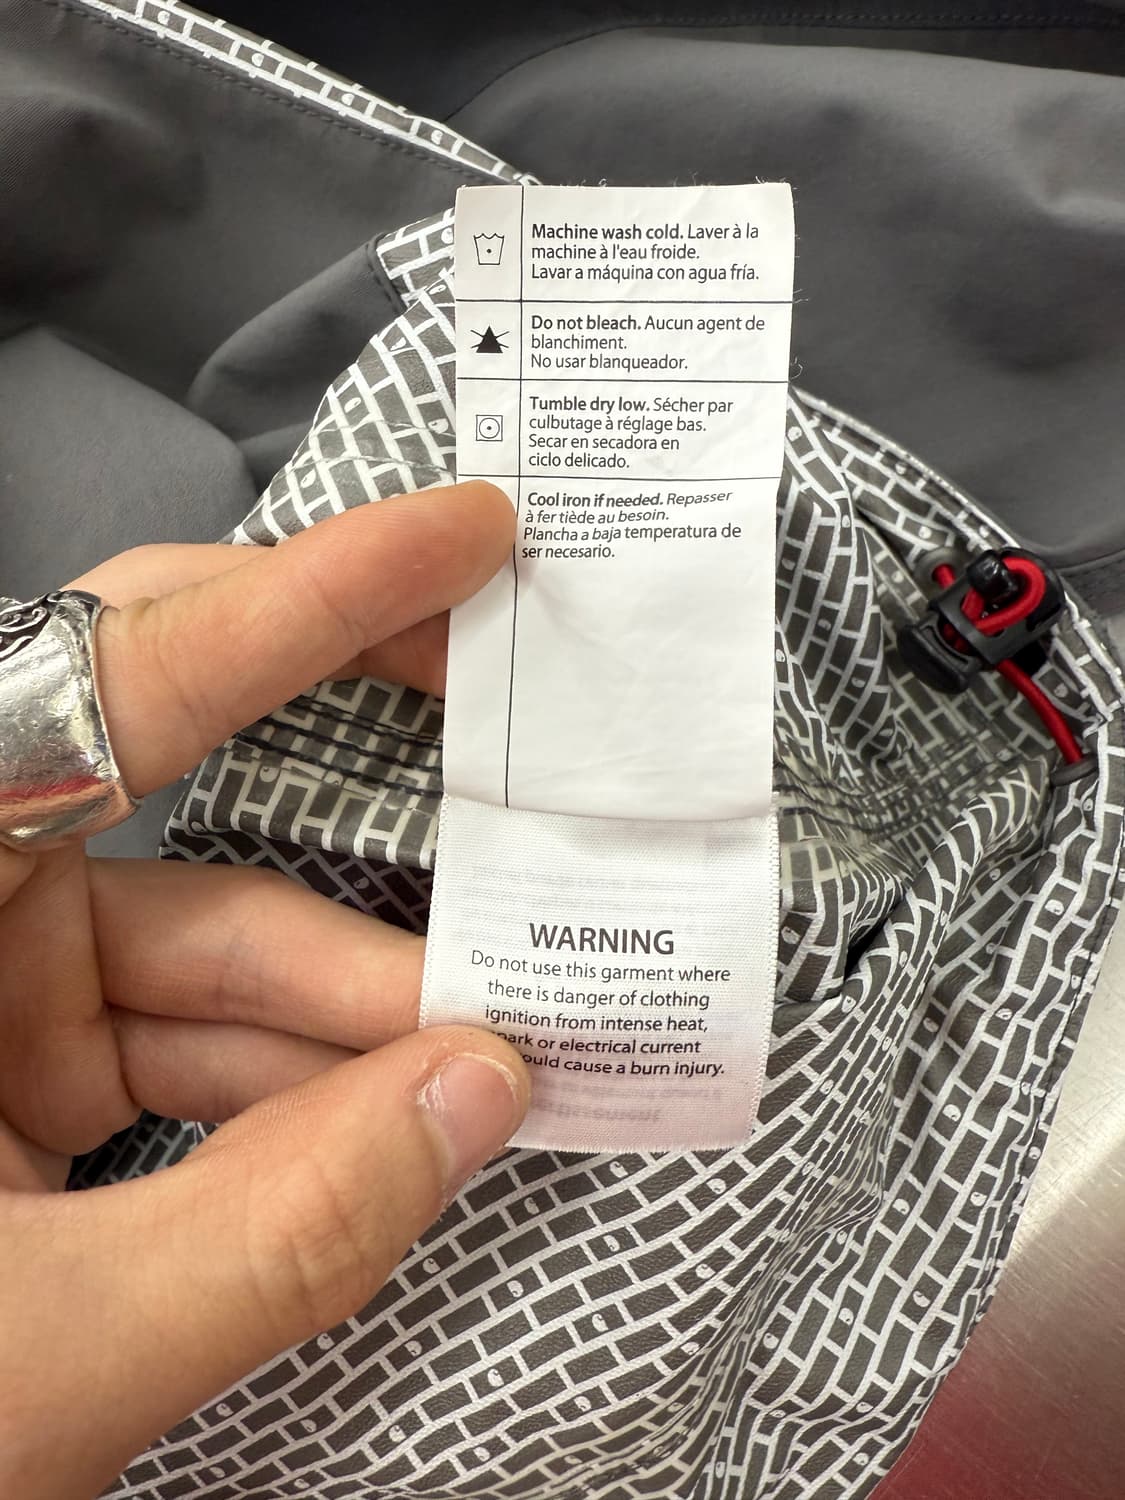 Machine wash cold. Laver à la
machine à l'eau froide.
Lavar a máquina con agua fría.
Do not bleach. Aucun agent de
blanchiment.
No usar blanqueador.
Tumble dry low. Sécher par
culbutage à réglage bas.
Secar en secadora en
ciclo delicado.
Cool iron if needed. Repasser
à fer tiède au besoin.
Plancha a baja temperatura de
ser necesario.
WARNING
Do not use this garment where
there is danger of clothing
ignition from intense heat,
or electrical current
cause a burn injury.